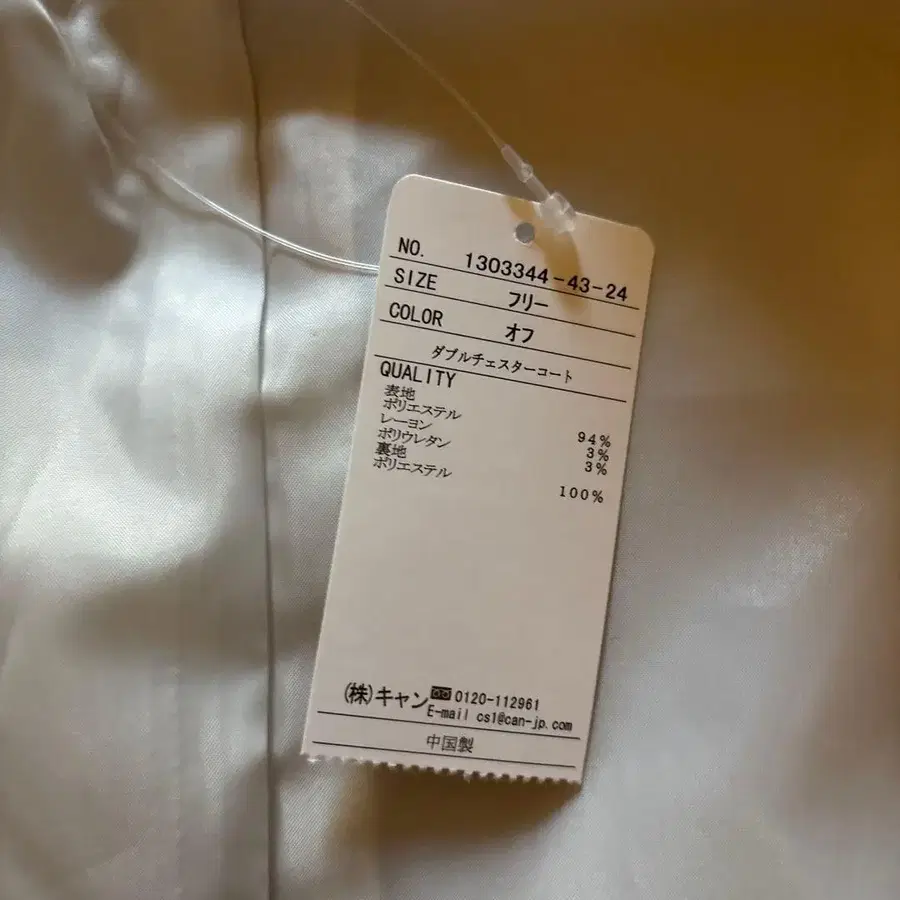 NO. 1303344-43-24
SIZE フリー
COLOR オフ
ダブルチェスターコート
QUALITY
表地
ポリエステル 94%
レーヨン 3%
ポリウレタン 3%
裏地
ポリエステル 100%
(株)キャン 0120-112961
E-mail cs1@can-jp.com
中国製